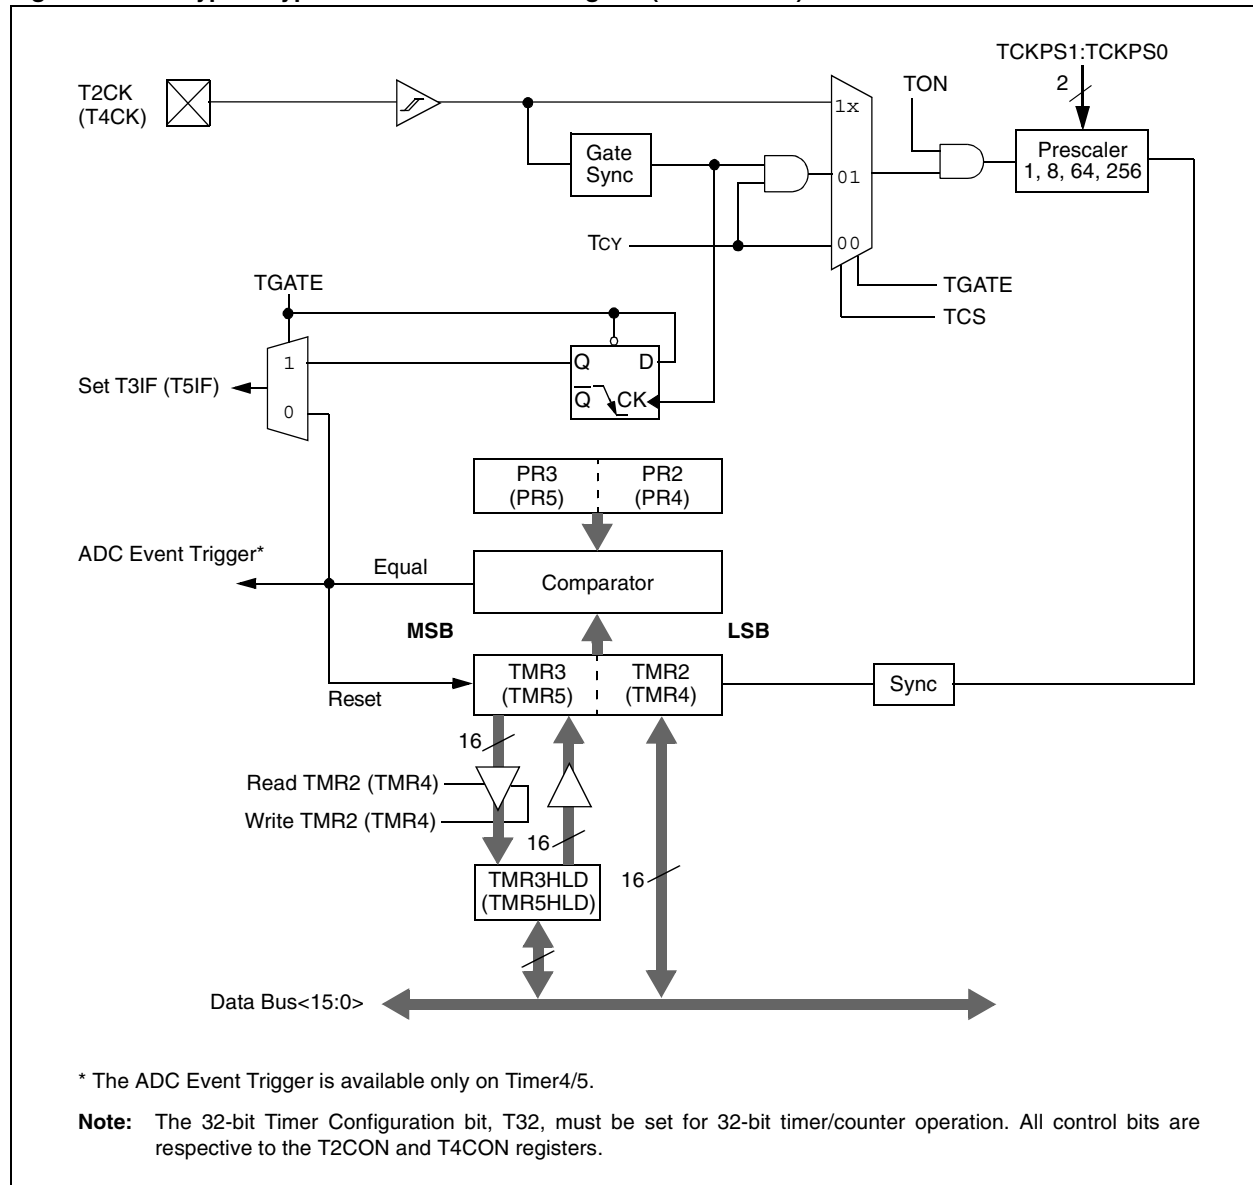 TCKPS1:TCKPS0
2
T2CK
(T4CK)
TON
1x
Gate
Sync
Prescaler
1, 8, 64, 256
01
TCY
00
TGATE
TCS
TGATE
1
Q
D
Set T3IF (T5IF)
Q
CK
0
PR3
(PR5)
PR2
(PR4)
ADC Event Trigger*
Equal
Comparator
MSB
LSB
TMR3
(TMR5)
TMR2
(TMR4)
Sync
Reset
16
Read TMR2 (TMR4)
Write TMR2 (TMR4)
16
16
TMR3HLD
(TMR5HLD)
Data Bus<15:0>
* The ADC Event Trigger is available only on Timer4/5.
Note: The 32-bit Timer Configuration bit, T32, must be set for 32-bit timer/counter operation. All control bits are
respective to the T2CON and T4CON registers.